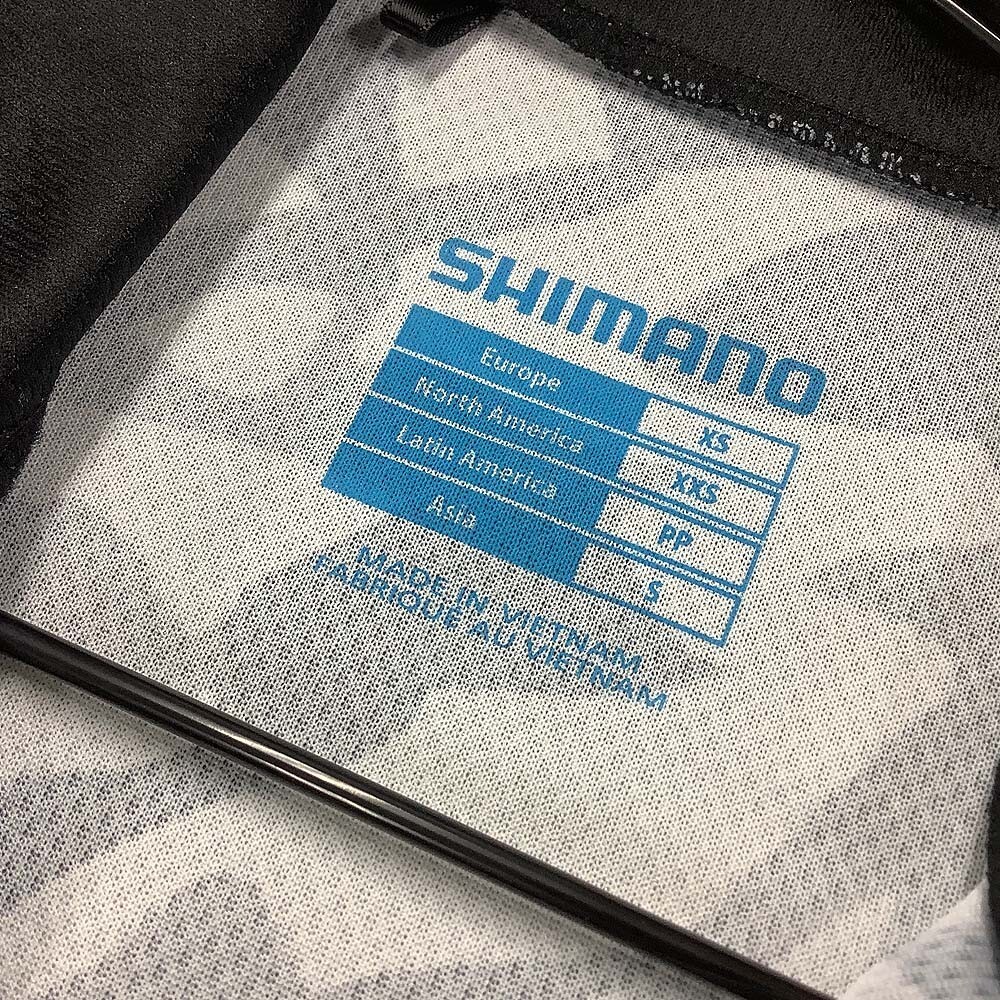 SHIMANO
Europe XS
North America XXS
Latin America PP
Asia S
MADE IN VIETNAM
FABRIQUÉ AU VIETNAM